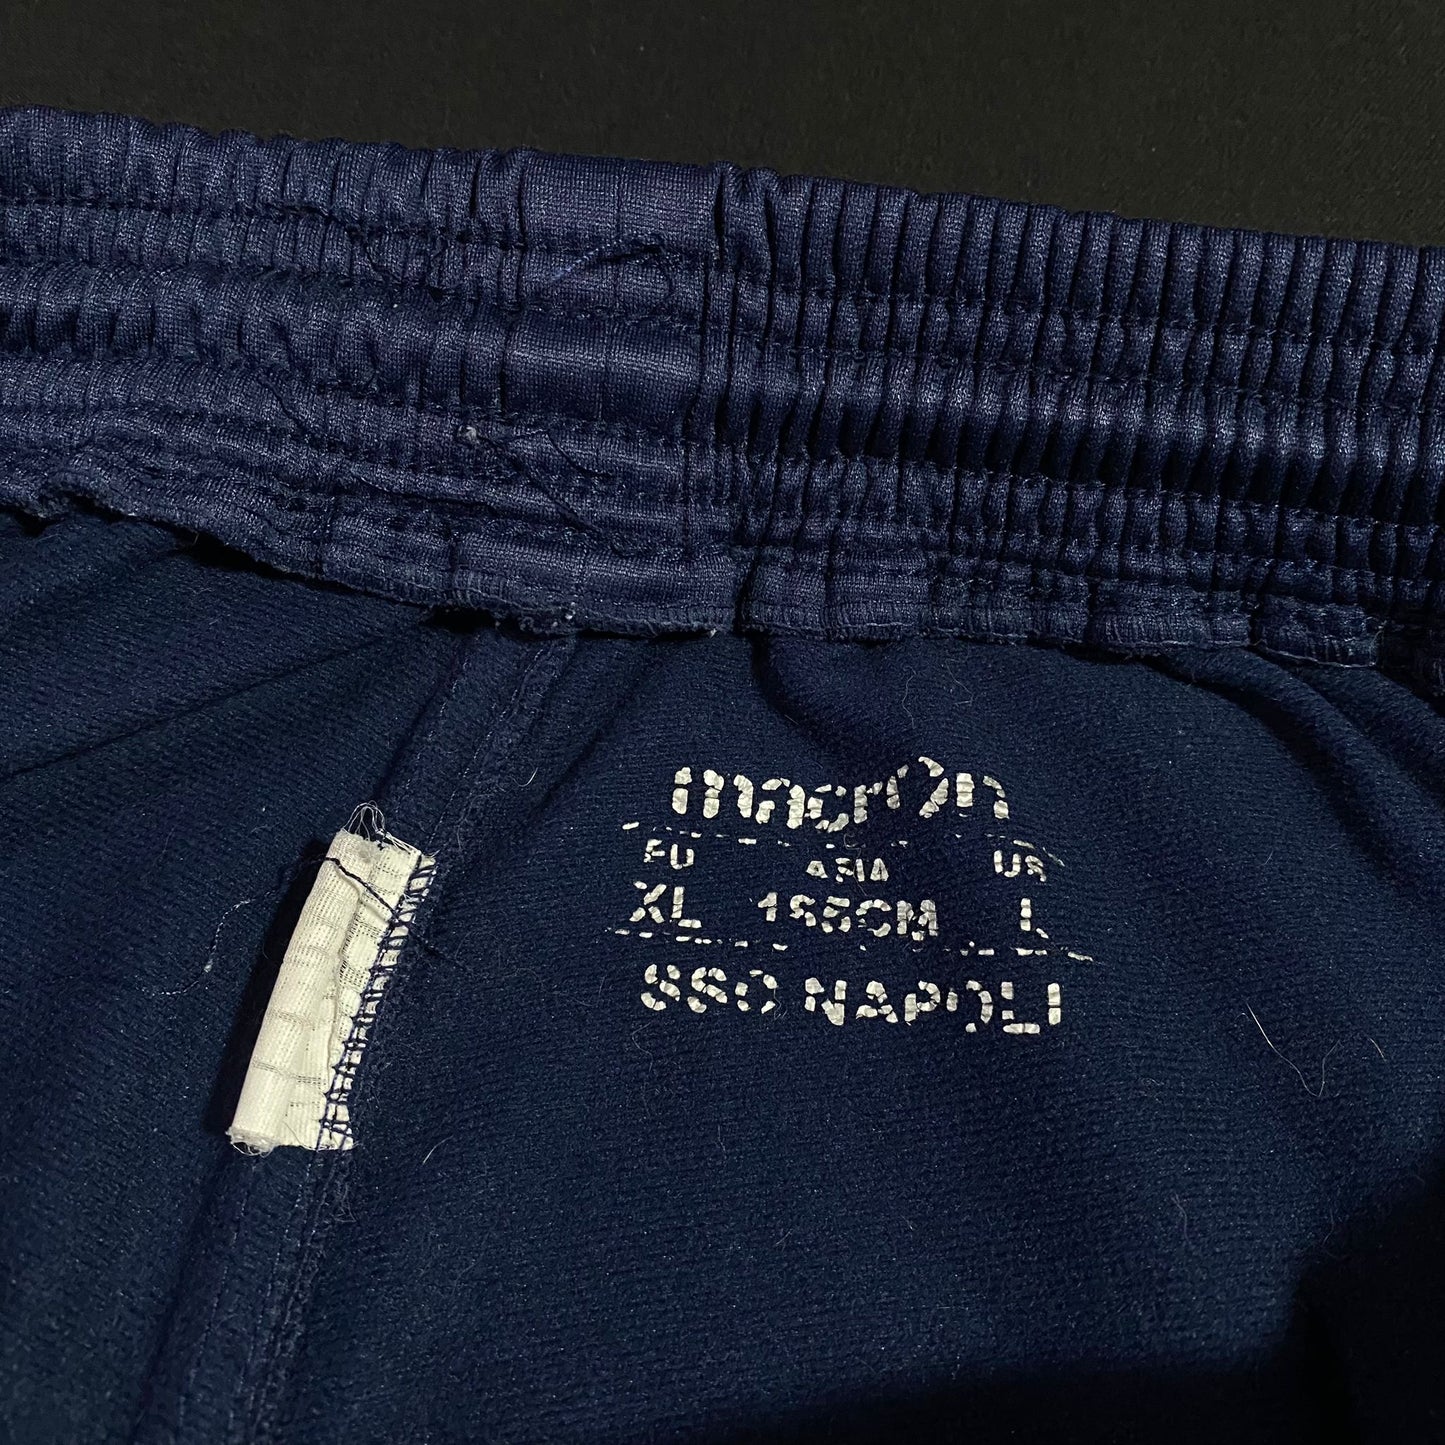 macron
EU ASIA US
XL 185CM L
SSC NAPOLI